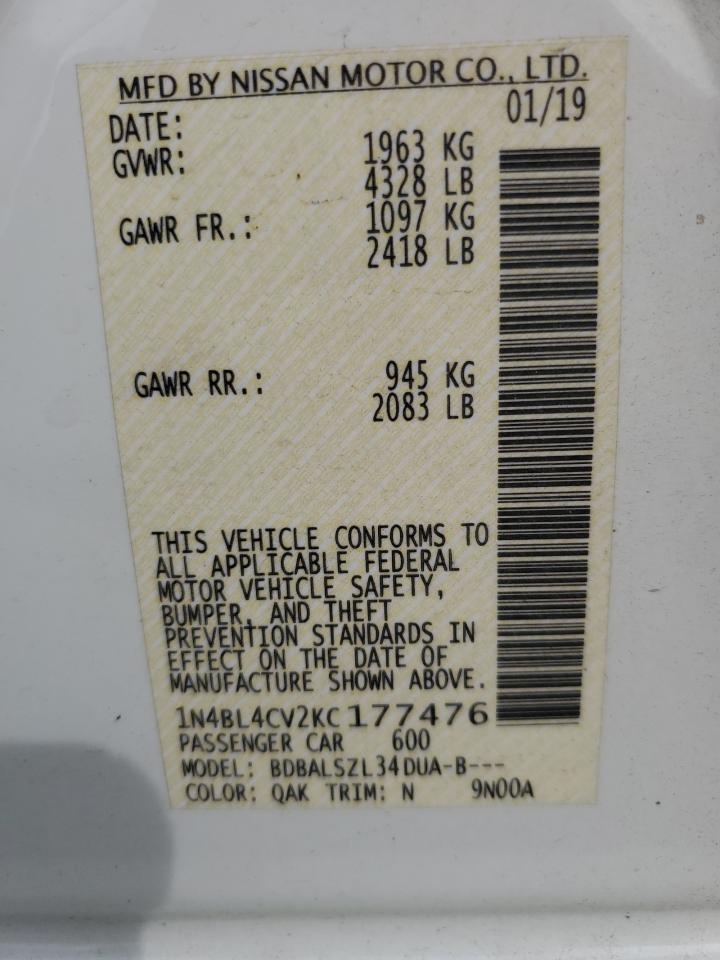 MFD BY NISSAN MOTOR CO., LTD.
DATE: 01/19
GVWR: 1963 KG
4328 LB
GAWR FR.: 1097 KG
2418 LB
GAWR RR.: 945 KG
2083 LB
THIS VEHICLE CONFORMS TO
ALL APPLICABLE FEDERAL
MOTOR VEHICLE SAFETY,
BUMPER, AND THEFT
PREVENTION STANDARDS IN
EFFECT ON THE DATE OF
MANUFACTURE SHOWN ABOVE.
1N4BL4CV2KC177476
PASSENGER CAR 600
MODEL: BDBALSZL34DUA-B---
COLOR: QAK TRIM: N 9N00A